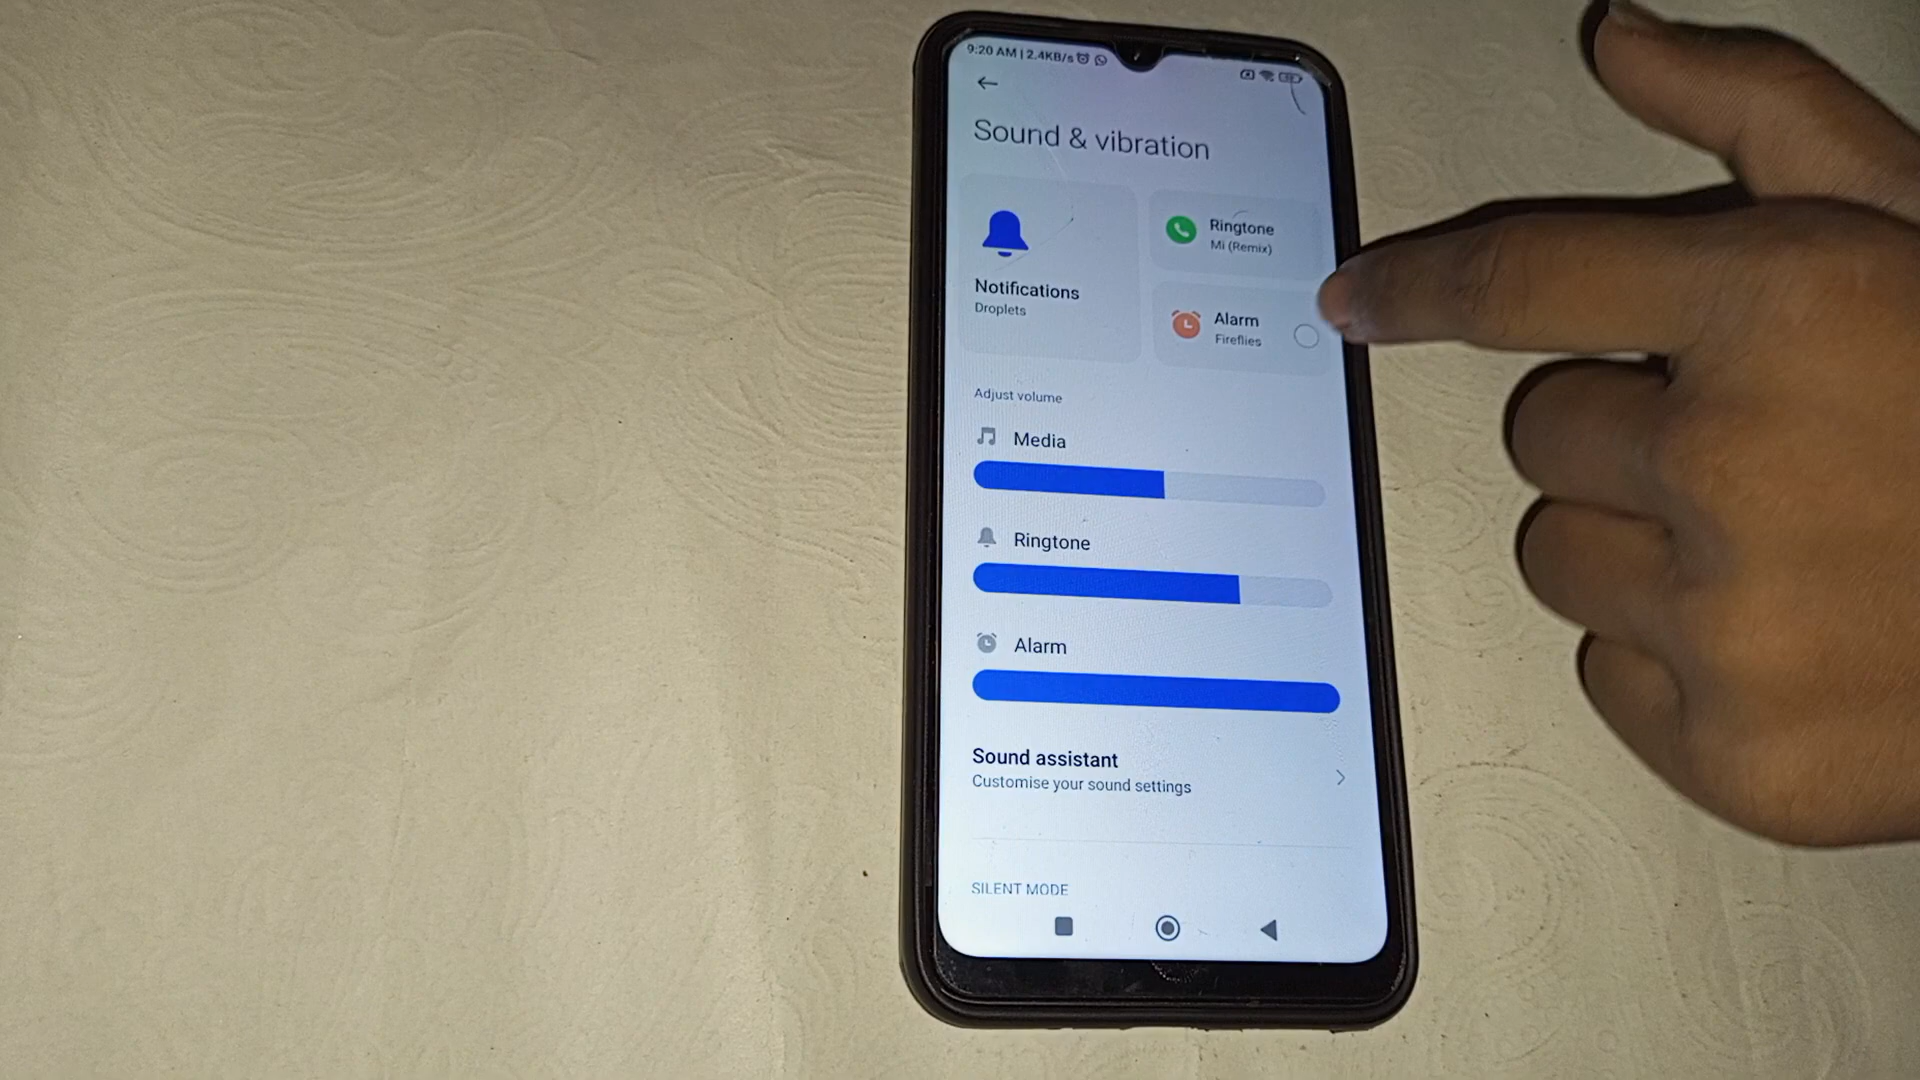 9:20 AM | 2.4KB/s
Sound & vibration
Notifications
Droplets
Ringtone
Mi (Remix)
Alarm
Fireflies
Adjust volume
Media
Ringtone
Alarm
Sound assistant
Customise your sound settings
SILENT MODE